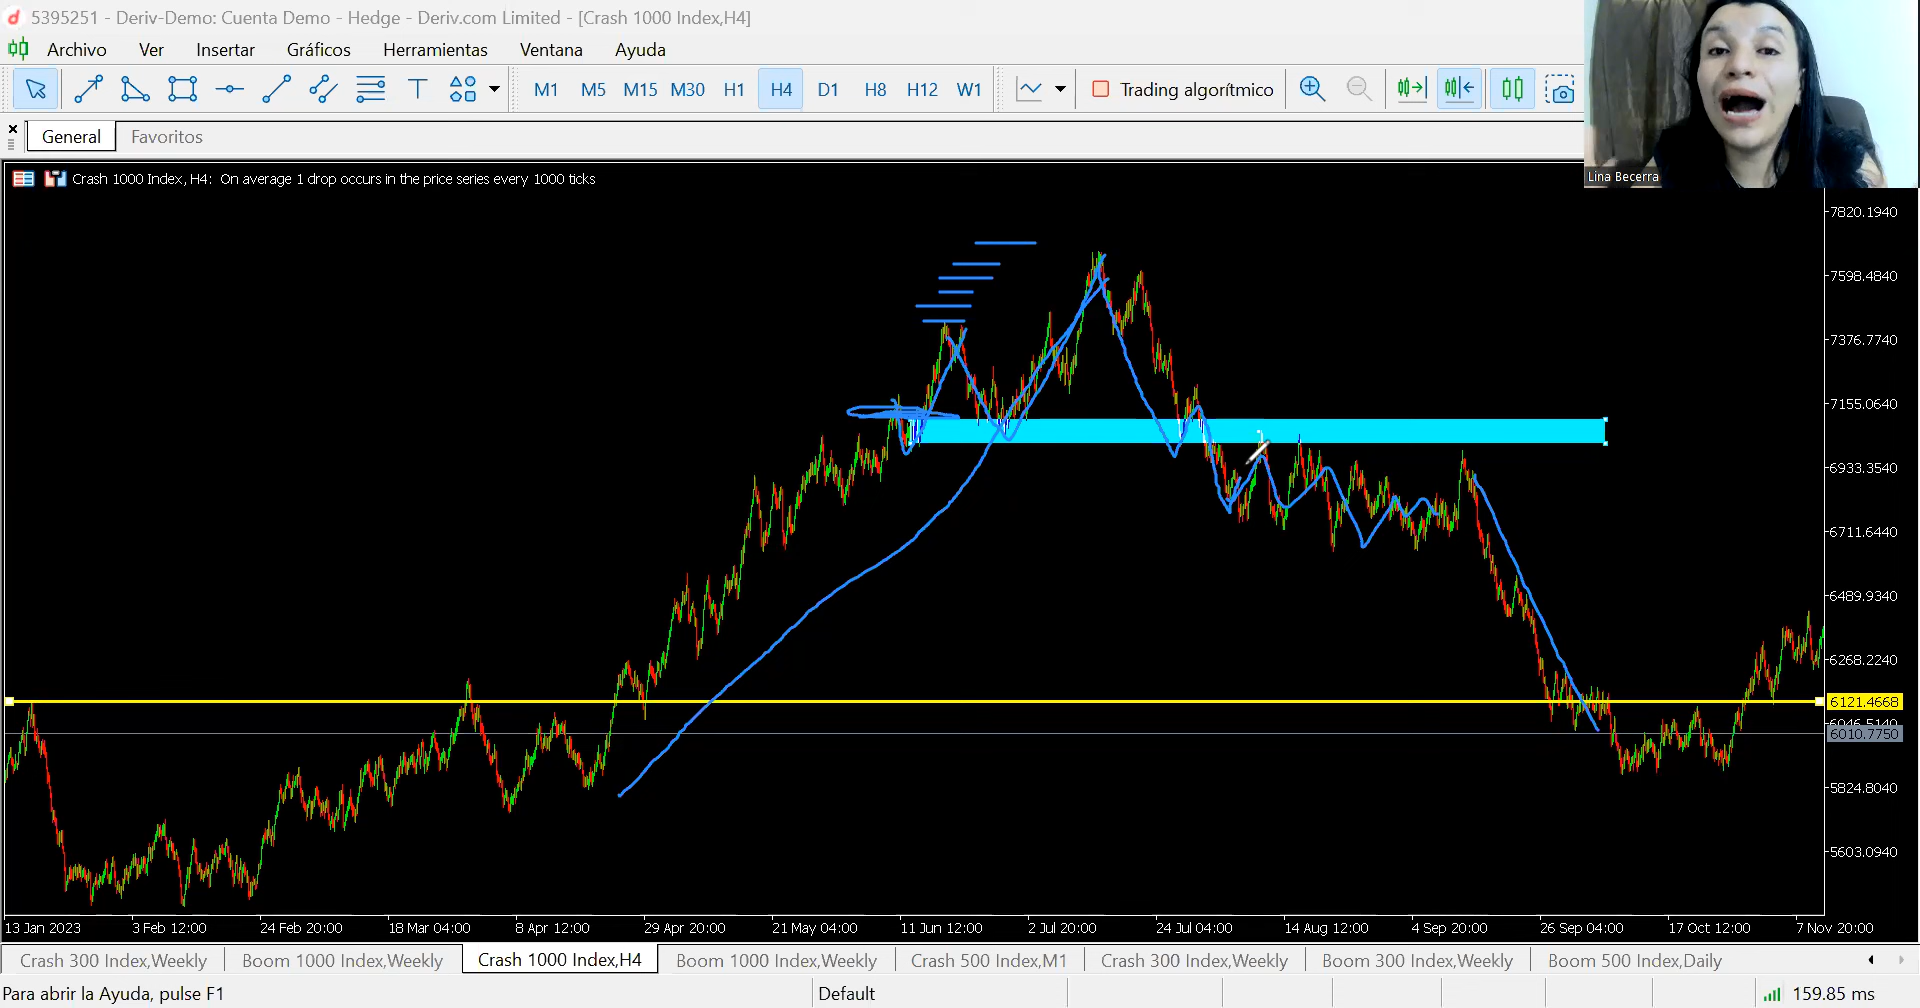 5395251 - Deriv-Demo: Cuenta Demo - Hedge - Deriv.com Limited - [Crash 1000 Index,H4]
Archivo Ver Insertar Gráficos Herramientas Ventana Ayuda
M1 M5 M15 M30 H1 H4 D1 H8 H12 W1 Trading algorítmico
General Favoritos
Lina Becerra
Crash 1000 Index, H4: On average 1 drop occurs in the price series every 1000 ticks
7820.1940
7598.4840
7376.7740
7155.0640
6933.3540
6711.6440
6489.9340
6268.2240
6121.4668
6046.5140
6010.7750
5824.8040
5603.0940
13 Jan 2023 3 Feb 12:00 24 Feb 20:00 18 Mar 04:00 8 Apr 12:00 29 Apr 20:00 21 May 04:00 11 Jun 12:00 2 Jul 20:00 24 Jul 04:00 14 Aug 12:00 4 Sep 20:00 26 Sep 04:00 17 Oct 12:00 7 Nov 20:00
Crash 300 Index,Weekly Boom 1000 Index,Weekly Crash 1000 Index,H4 Boom 1000 Index,Weekly Crash 500 Index,M1 Crash 300 Index,Weekly Boom 300 Index,Weekly Boom 500 Index,Daily
Para abrir la Ayuda, pulse F1 Default 159.85 ms